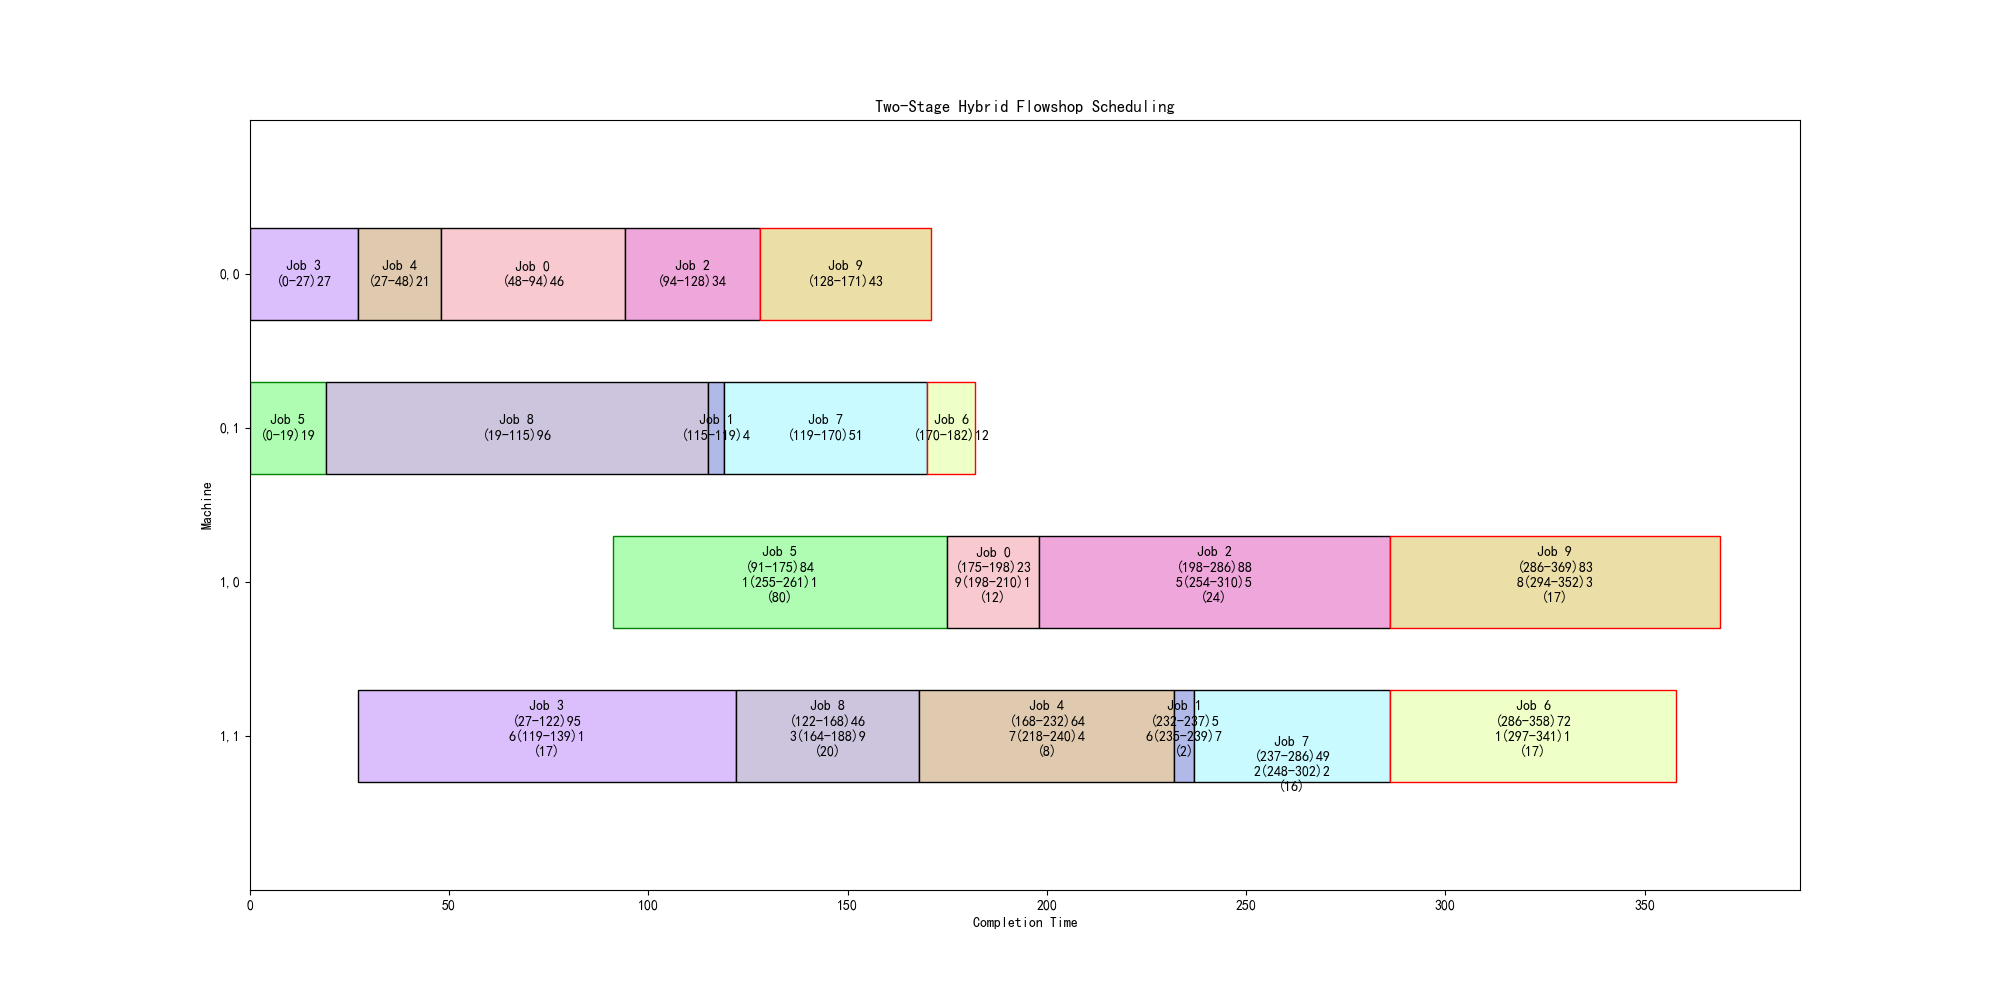 Two-Stage Hybrid Flowshop Scheduling
0,0
Job 3
(0-27)27
Job 4
(27-48)21
Job 0
(48-94)46
Job 2
(94-128)34
Job 9
(128-171)43
0,1
Job 5
(0-19)19
Job 8
(19-115)96
Job 1
(115-119)4
Job 7
(119-170)51
Job 6
(170-182)12
Machine
1,0
Job 5
(91-175)84
1(255-261)1
(80)
Job 0
(175-198)23
9(198-210)1
(12)
Job 2
(198-286)88
5(254-310)5
(24)
Job 9
(286-369)83
8(294-352)3
(17)
1,1
Job 3
(27-122)95
6(119-139)1
(17)
Job 8
(122-168)46
3(164-188)9
(20)
Job 4
(168-232)64
7(218-240)4
(8)
Job 1
(232-237)5
6(235-239)7
(2)
Job 7
(237-286)49
2(248-302)2
(16)
Job 6
(286-358)72
1(297-341)1
(17)
0 50 100 150 200 250 300 350
Completion Time